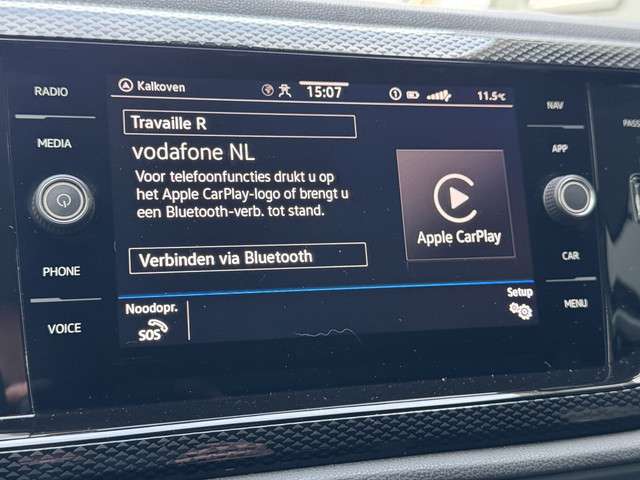 RADIO
MEDIA
PHONE
VOICE
Kalkoven
15:07
1
11.5°C
Travaille R
vodafone NL
Voor telefoonfuncties drukt u op
het Apple CarPlay-logo of brengt u
een Bluetooth-verb. tot stand.
Apple CarPlay
Verbinden via Bluetooth
Noodopr.
SOS
Setup
NAV
APP
CAR
MENU
PASS